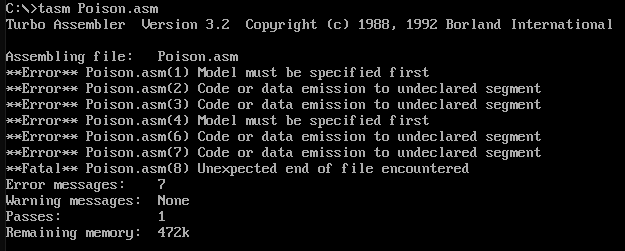 C:\>tasm Poison.asm
Turbo Assembler  Version 3.2  Copyright (c) 1988, 1992 Borland International
Assembling file:   Poison.asm
**Error** Poison.asm(1) Model must be specified first
**Error** Poison.asm(2) Code or data emission to undeclared segment
**Error** Poison.asm(3) Code or data emission to undeclared segment
**Error** Poison.asm(4) Model must be specified first
**Error** Poison.asm(6) Code or data emission to undeclared segment
**Error** Poison.asm(7) Code or data emission to undeclared segment
**Fatal** Poison.asm(8) Unexpected end of file encountered
Error messages:    7
Warning messages:  None
Passes:            1
Remaining memory:  472k